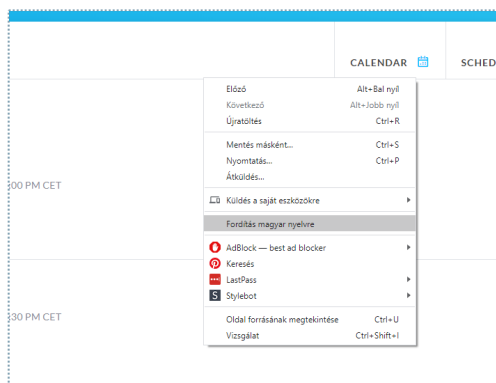 CALENDAR
SCHED
Előző Alt+Bal nyíl
Következő Alt+Jobb nyíl
Újratöltés Ctrl+R
Mentés másként... Ctrl+S
Nyomtatás... Ctrl+P
Átküldés...
:00 PM CET
Küldés a saját eszközökre
Fordítás magyar nyelvre
AdBlock — best ad blocker
Keresés
LastPass
S Stylebot
:30 PM CET
Oldal forrásának megtekintése Ctrl+U
Vizsgálat Ctrl+Shift+I